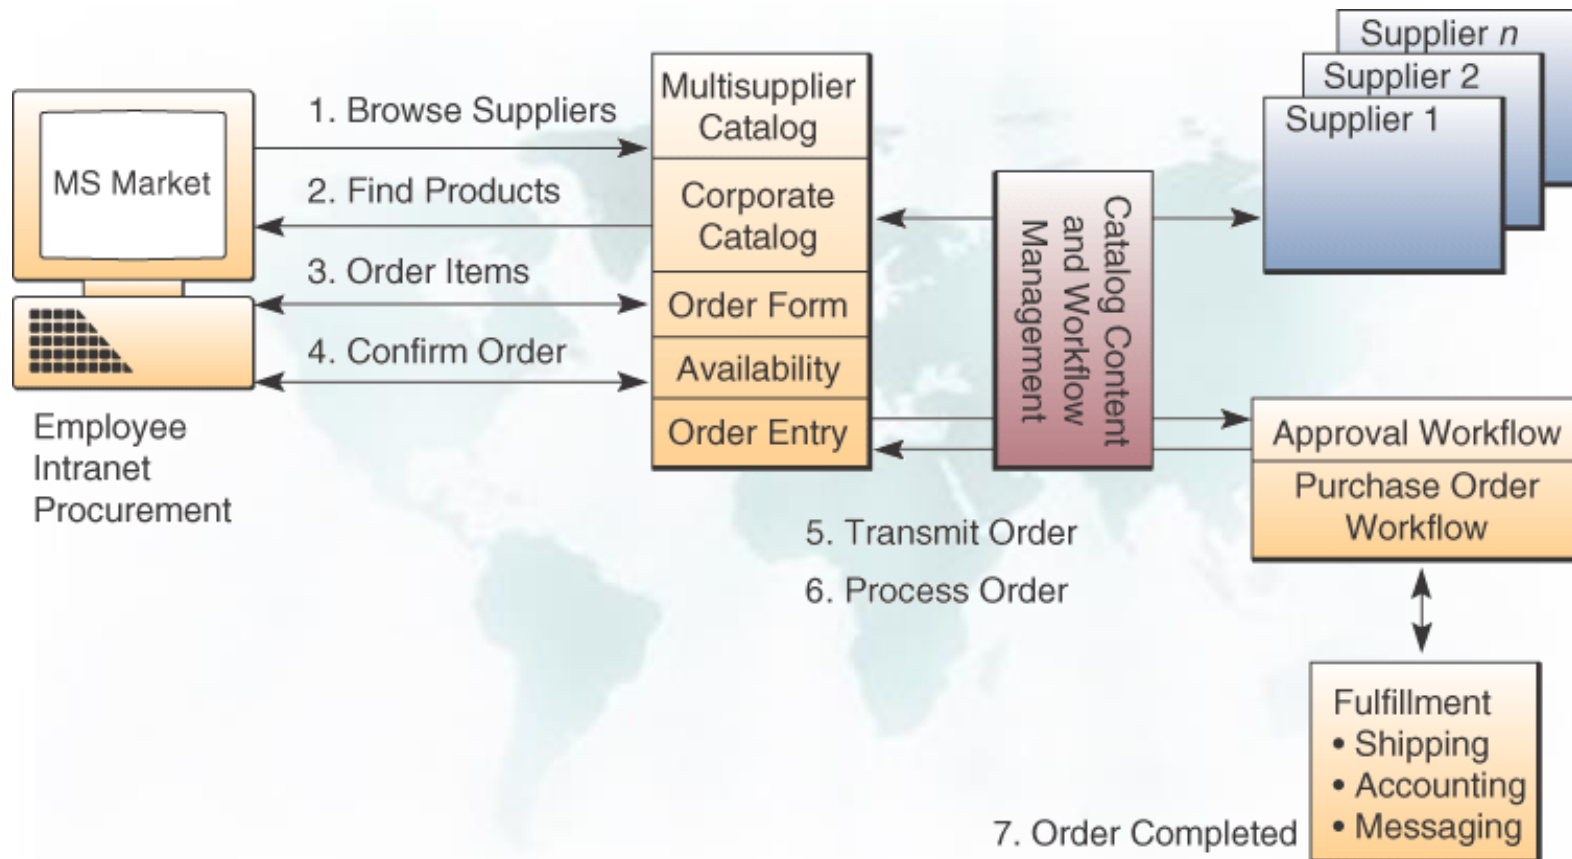 MS Market
Employee
Intranet
Procurement
1. Browse Suppliers
2. Find Products
3. Order Items
4. Confirm Order
Multisupplier
Catalog
Corporate
Catalog
Order Form
Availability
Order Entry
Catalog Content
and Workflow
Management
Supplier n
Supplier 2
Supplier 1
5. Transmit Order
6. Process Order
Approval Workflow
Purchase Order
Workflow
Fulfillment
• Shipping
• Accounting
• Messaging
7. Order Completed